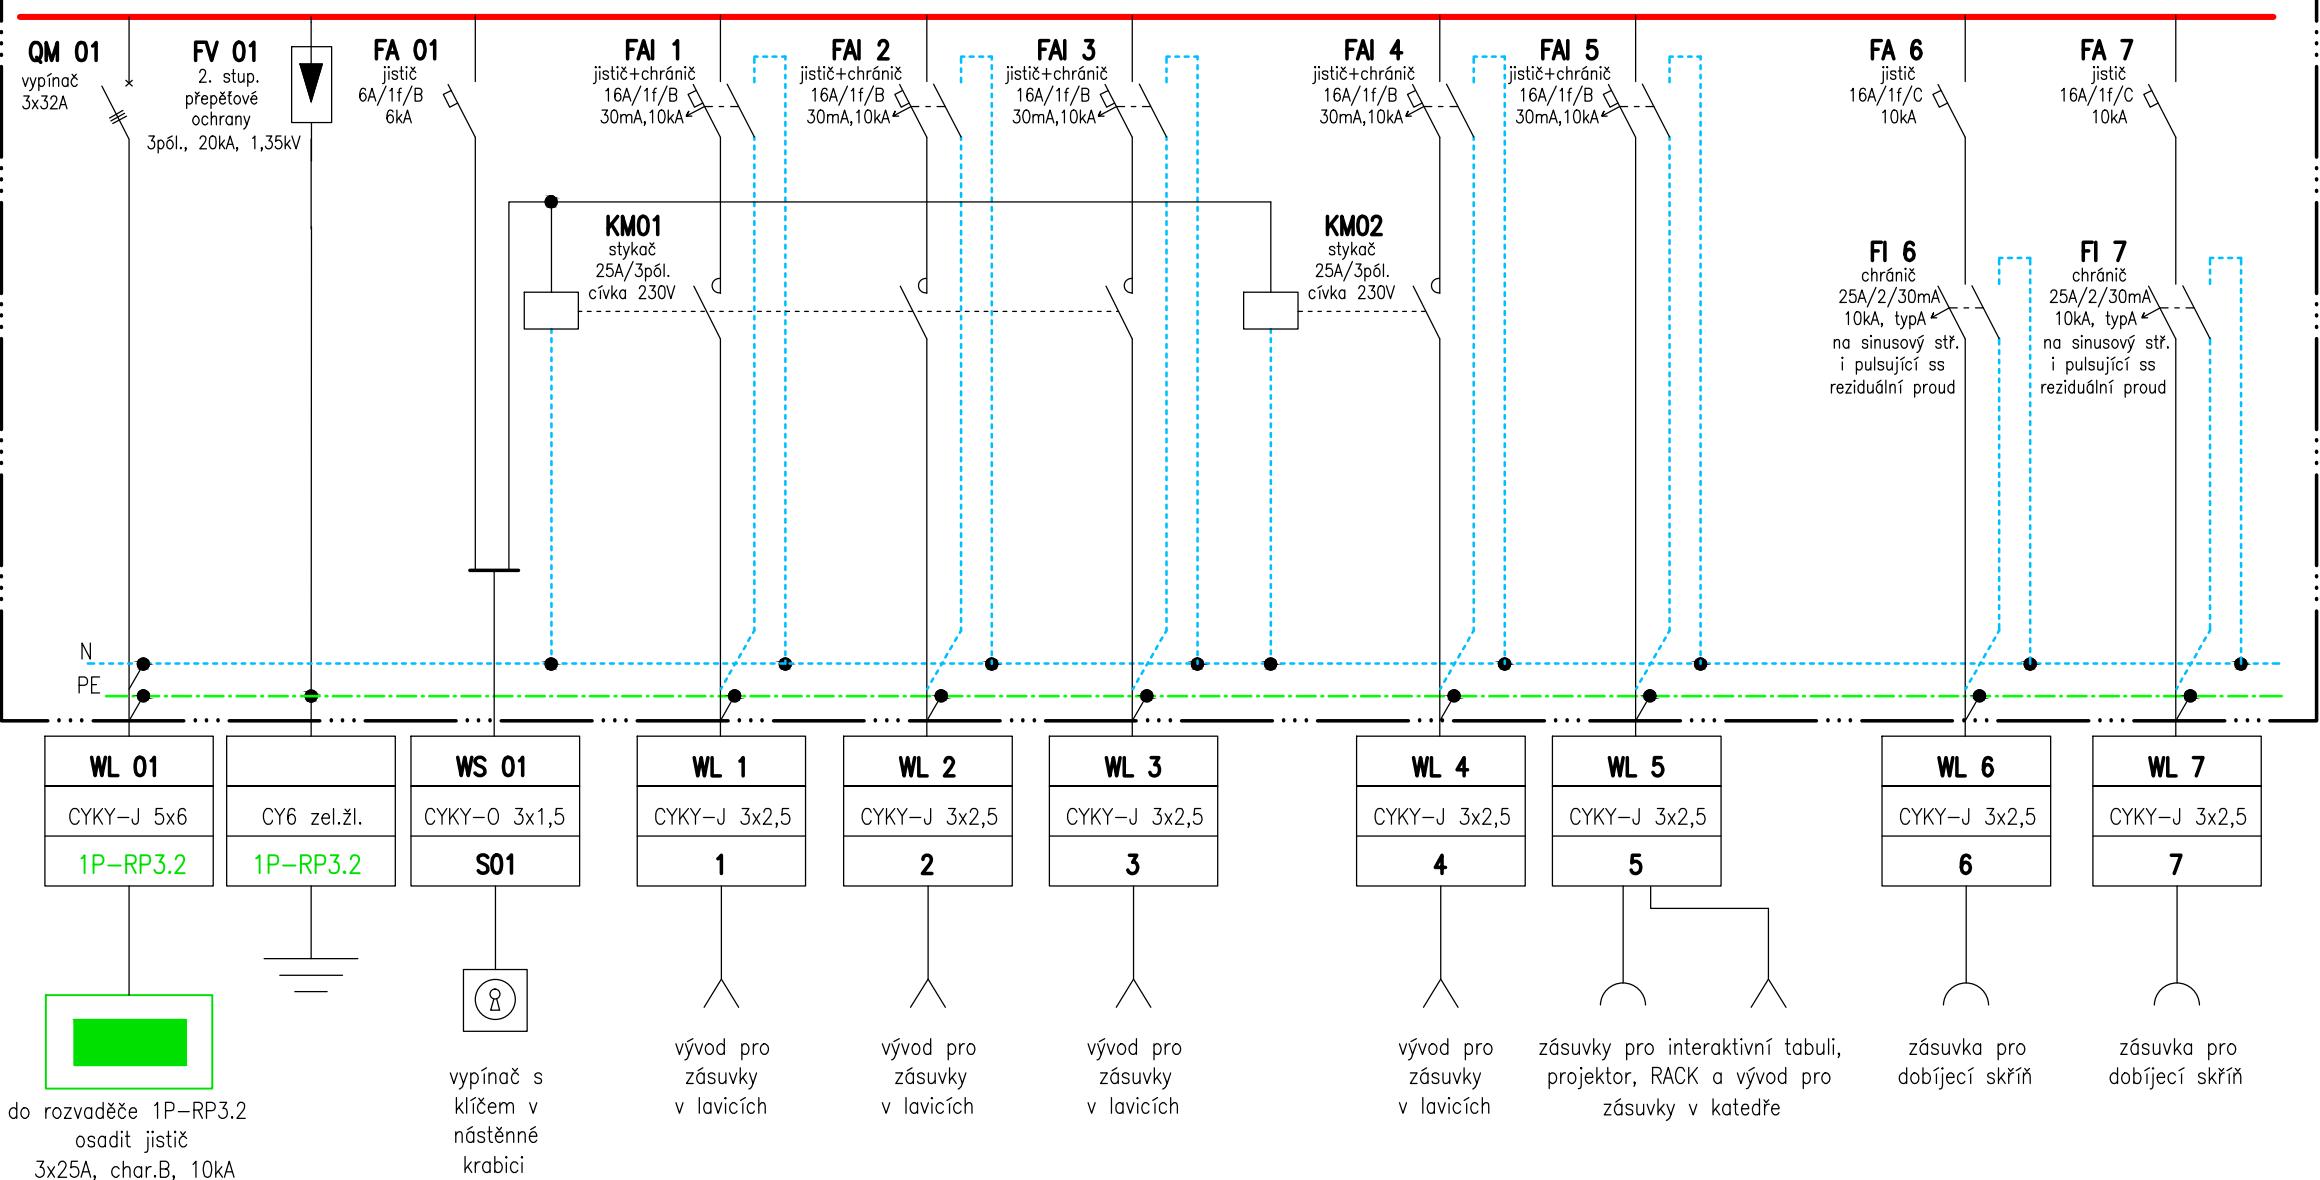 QM 01
vypínač
3x32A
FV 01
2. stup.
přepěťové
ochrany
3pól., 20kA, 1,35kV
FA 01
jistič
6A/1f/B
6kA
FAI 1
jistič+chránič
16A/1f/B
30mA,10kA
FAI 2
jistič+chránič
16A/1f/B
30mA,10kA
FAI 3
jistič+chránič
16A/1f/B
30mA,10kA
FAI 4
jistič+chránič
16A/1f/B
30mA,10kA
FAI 5
jistič+chránič
16A/1f/B
30mA,10kA
FA 6
jistič
16A/1f/C
10kA
FA 7
jistič
16A/1f/C
10kA
KM01
stykač
25A/3pól.
cívka 230V
KM02
stykač
25A/3pól.
cívka 230V
FI 6
chránič
25A/2/30mA
10kA, typA
na sinusový stř.
i pulsující ss
reziduální proud
FI 7
chránič
25A/2/30mA
10kA, typA
na sinusový stř.
i pulsující ss
reziduální proud
N
PE
WL 01
CYKY-J 5x6
1P-RP3.2
CY6 zel.žl.
1P-RP3.2
WS 01
CYKY-O 3x1,5
S01
WL 1
CYKY-J 3x2,5
1
WL 2
CYKY-J 3x2,5
2
WL 3
CYKY-J 3x2,5
3
WL 4
CYKY-J 3x2,5
4
WL 5
CYKY-J 3x2,5
5
WL 6
CYKY-J 3x2,5
6
WL 7
CYKY-J 3x2,5
7
do rozvaděče 1P-RP3.2
osadit jistič
3x25A, char.B, 10kA
vypínač s
klíčem v
nástěnné
krabici
vývod pro
zásuvky
v lavicích
vývod pro
zásuvky
v lavicích
vývod pro
zásuvky
v lavicích
vývod pro
zásuvky
v lavicích
zásuvky pro interaktivní tabuli,
projektor, RACK a vývod pro
zásuvky v katedře
zásuvka pro
dobíjecí skříň
zásuvka pro
dobíjecí skříň